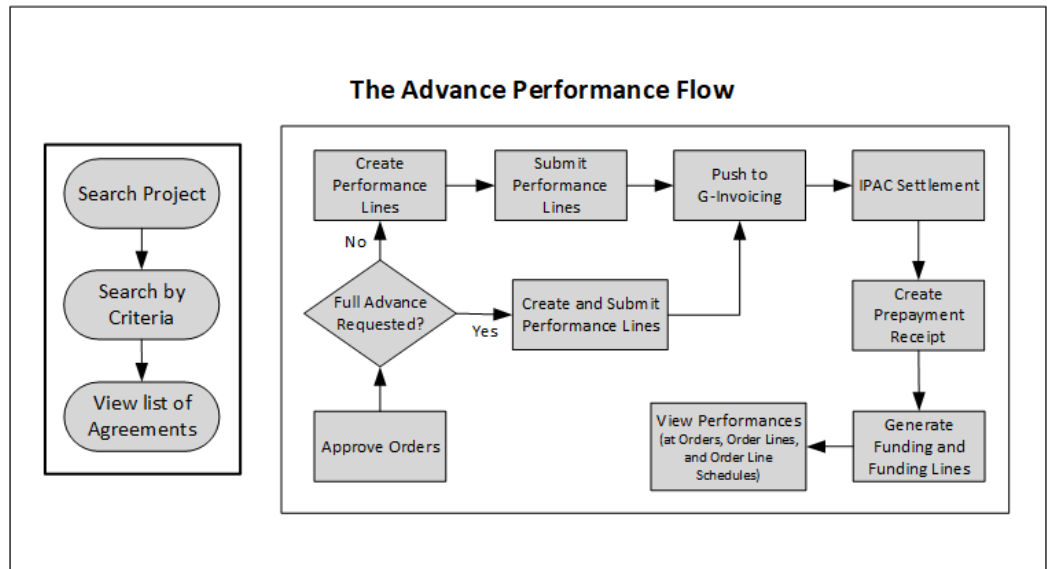 The Advance Performance Flow
Search Project
Search by
Criteria
View list of
Agreements
Create
Performance
Lines
Submit
Performance
Lines
Push to
G-Invoicing
IPAC Settlement
No
Full Advance
Requested?
Yes
Create and Submit
Performance Lines
Create
Prepayment
Receipt
Approve Orders
View Performances
(at Orders, Order Lines,
and Order Line
Schedules)
Generate
Funding and
Funding Lines